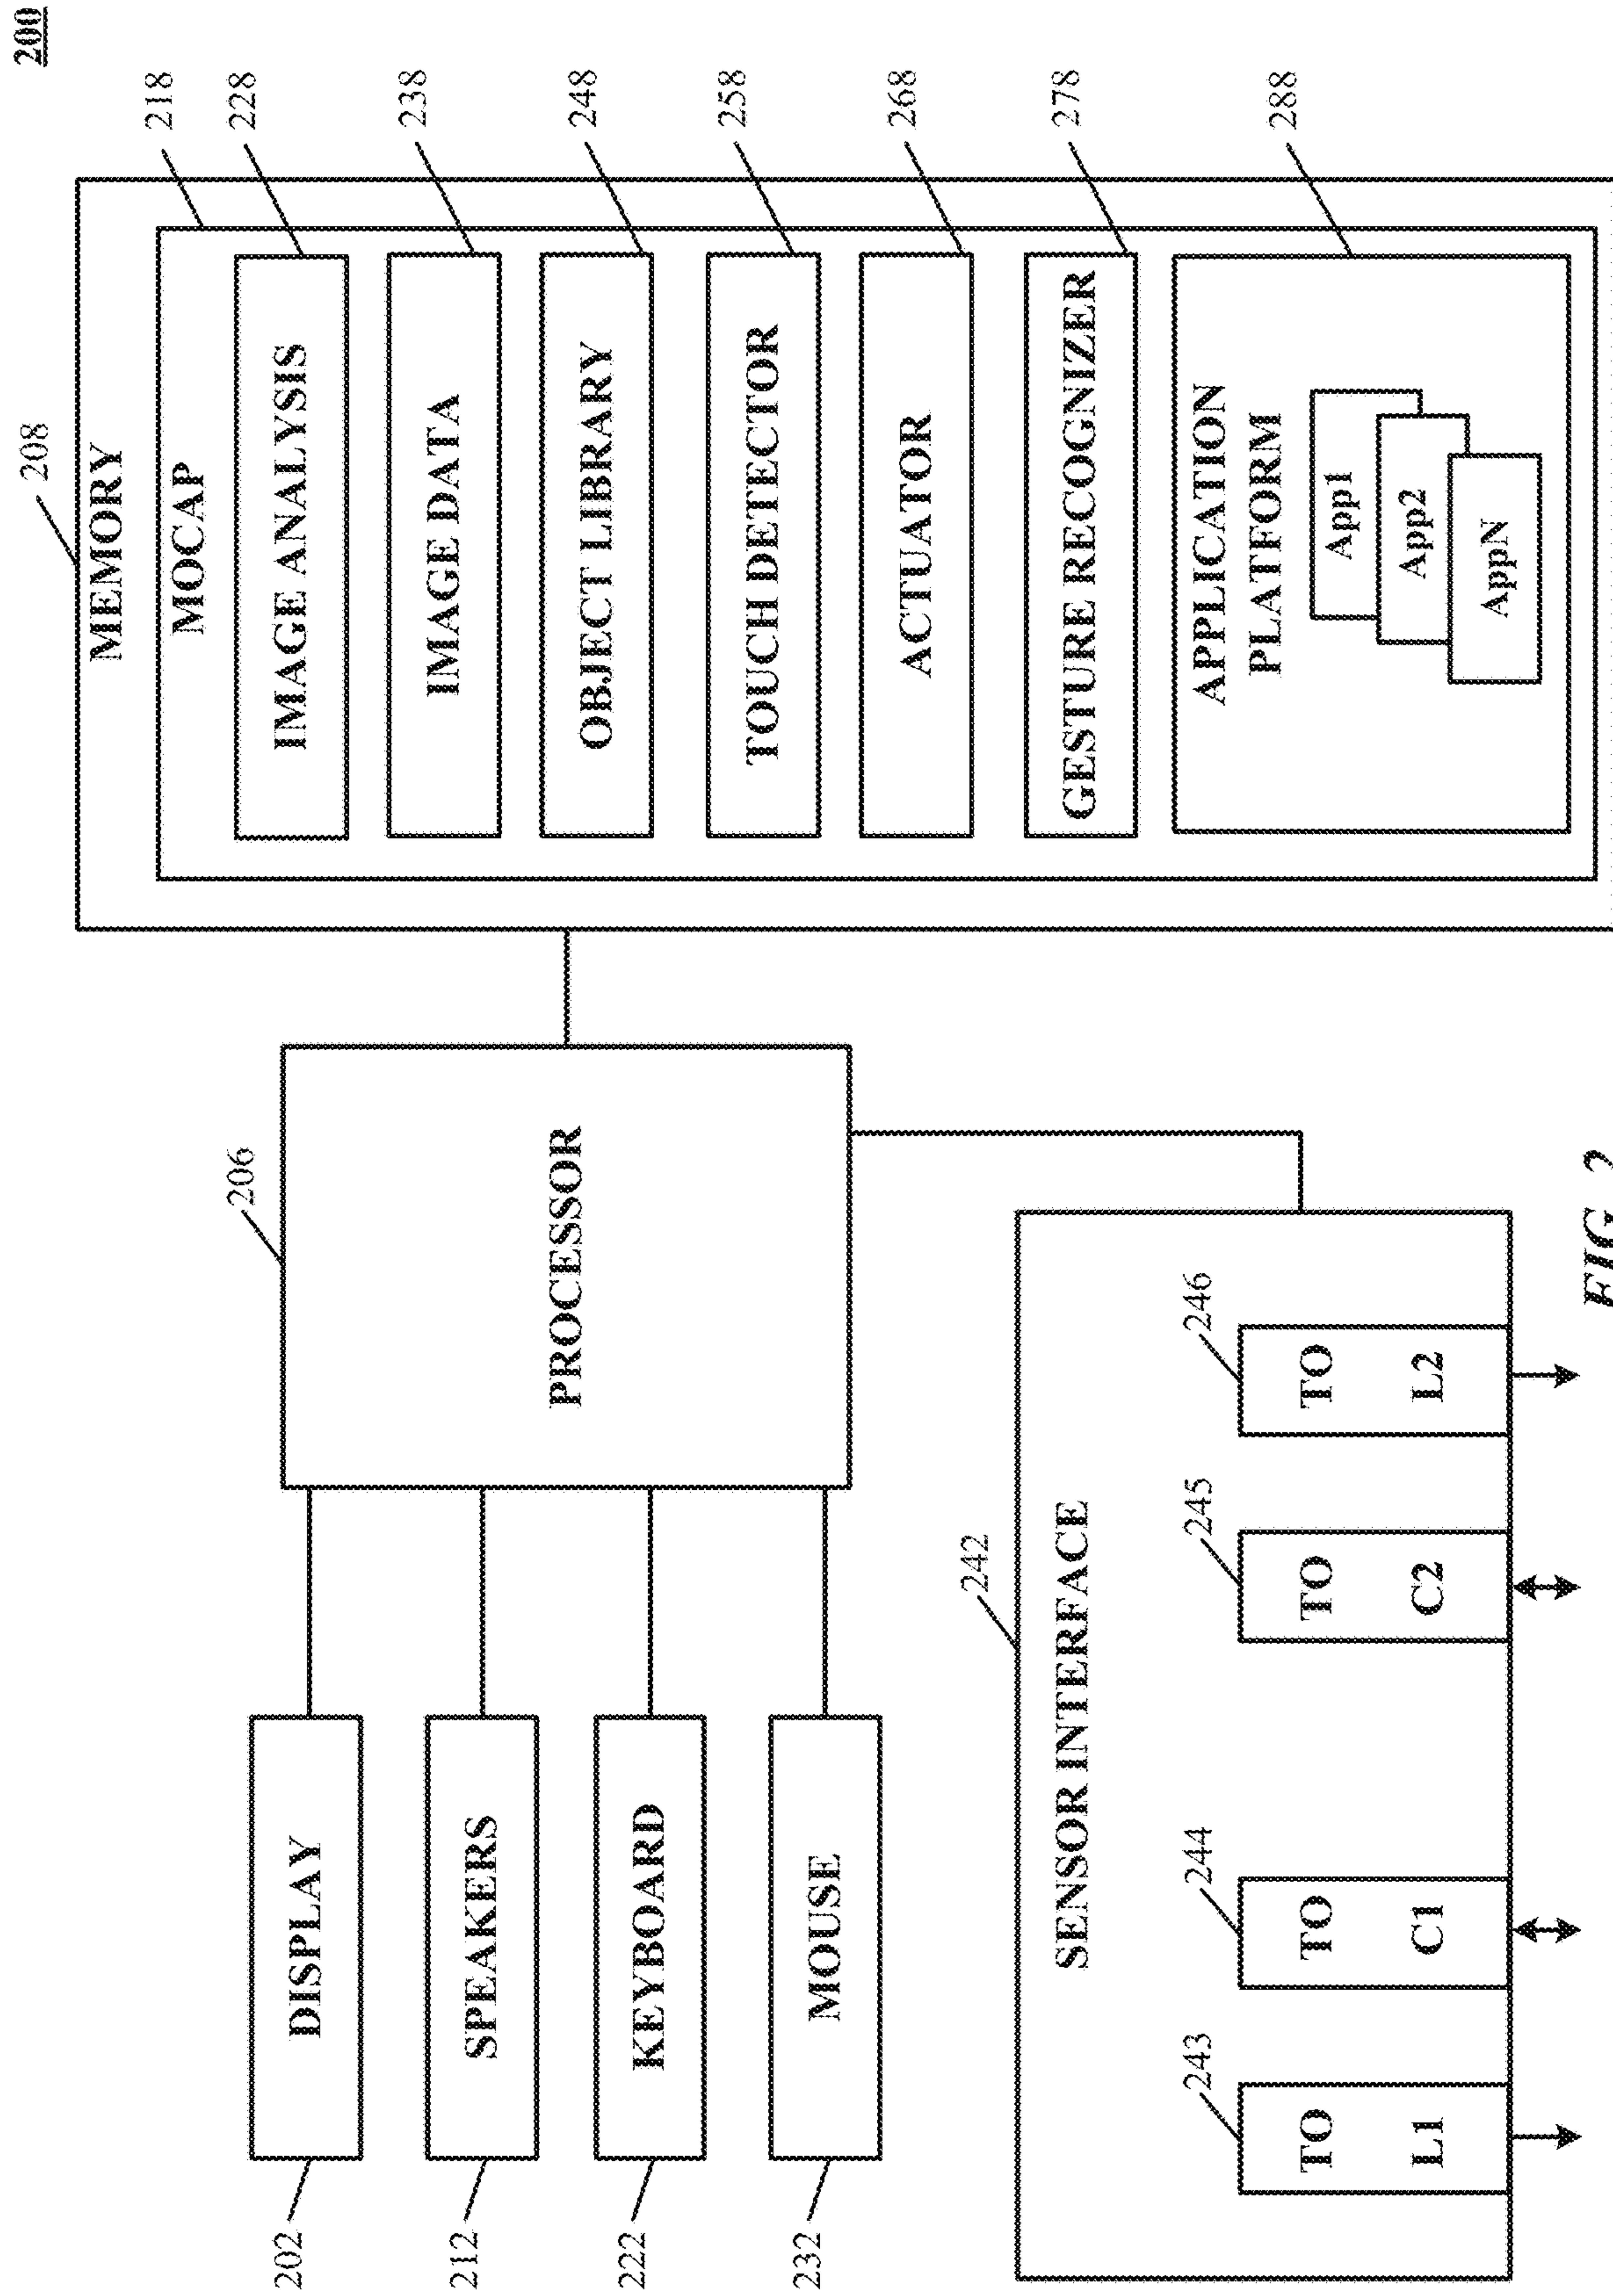 200
208
MEMORY
218
MOCAP
228
IMAGE ANALYSIS
238
IMAGE DATA
248
OBJECT LIBRARY
258
TOUCH DETECTOR
268
ACTUATOR
278
GESTURE RECOGNIZER
288
APPLICATION
PLATFORM
App1
App2
AppN
206
PROCESSOR
202
DISPLAY
212
SPEAKERS
222
KEYBOARD
232
MOUSE
242
SENSOR INTERFACE
243
TO
L1
244
TO
C1
245
TO
C2
246
TO
L2
FIG. 2